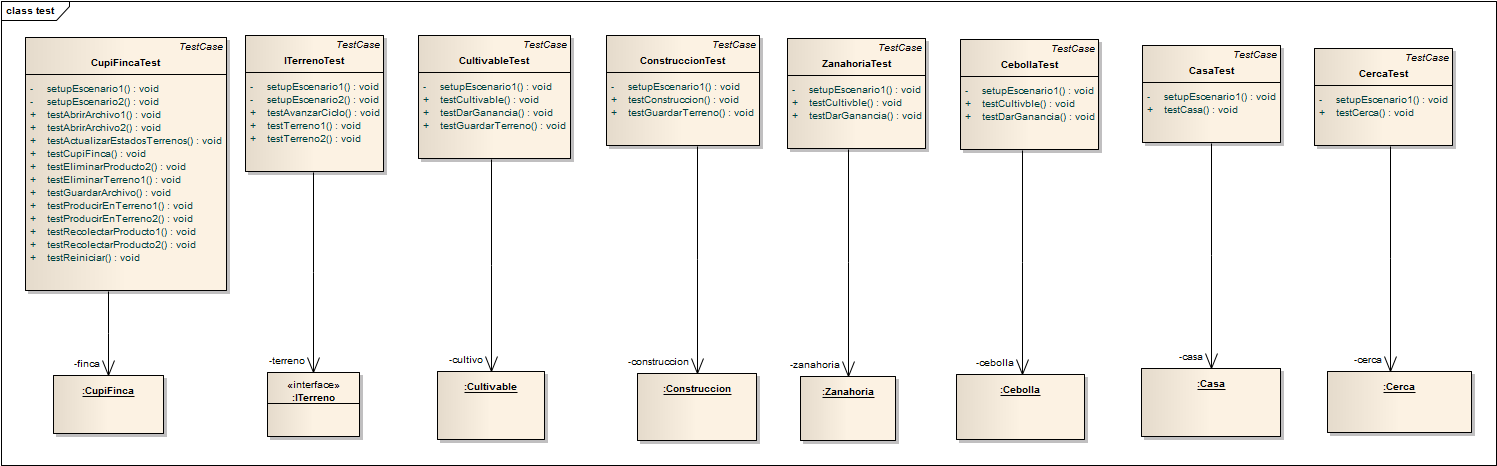 class test
TestCase
CupiFincaTest
- setupEscenario1() : void
- setupEscenario2() : void
+ testAbrirArchivo1() : void
+ testAbrirArchivo2() : void
+ testActualizarEstadosTerrenos() : void
+ testCupiFinca() : void
+ testEliminarProducto2() : void
+ testEliminarTerreno1() : void
+ testGuardarArchivo() : void
+ testProducirEnTerreno1() : void
+ testProducirEnTerreno2() : void
+ testRecolectarProducto1() : void
+ testRecolectarProducto2() : void
+ testReiniciar() : void
-finca
:CupiFinca
TestCase
ITerrenoTest
- setupEscenario1() : void
- setupEscenario2() : void
+ testAvanzarCiclo() : void
+ testTerreno1() : void
+ testTerreno2() : void
-terreno
«interface»
:ITerreno
TestCase
CultivableTest
- setupEscenario1() : void
+ testCultivable() : void
+ testDarGanancia() : void
+ testGuardarTerreno() : void
-cultivo
:Cultivable
TestCase
ConstruccionTest
- setupEscenario1() : void
+ testConstruccion() : void
+ testGuardarTerreno() : void
-construccion
:Construccion
TestCase
ZanahoriaTest
- setupEscenario1() : void
+ testCultivble() : void
+ testDarGanancia() : void
-zanahoria
:Zanahoria
TestCase
CebollaTest
- setupEscenario1() : void
+ testCultivble() : void
+ testDarGanancia() : void
-cebolla
:Cebolla
TestCase
CasaTest
- setupEscenario1() : void
+ testCasa() : void
-casa
:Casa
TestCase
CercaTest
- setupEscenario1() : void
+ testCerca() : void
-cerca
:Cerca